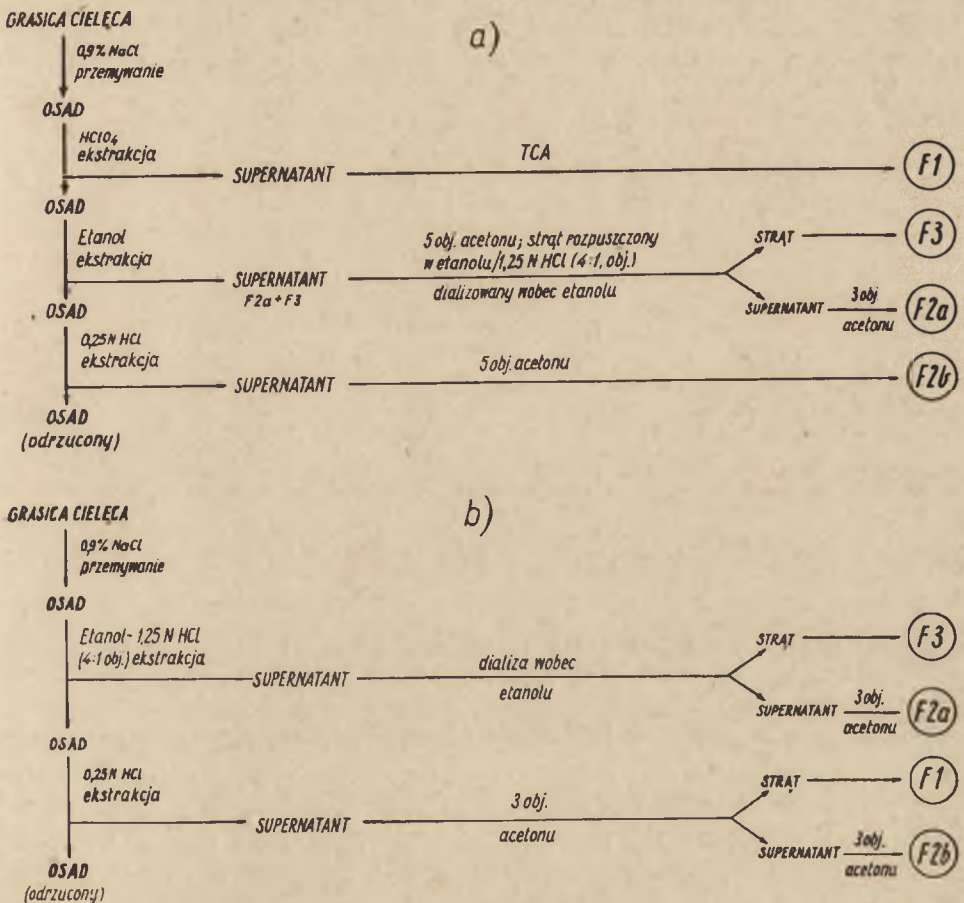 a)
GRASICA CIELĘCA
0,9% NaCl
przemywanie
OSAD
HClO4
ekstrakcja
SUPERNATANT
TCA
F1
OSAD
Etanol
ekstrakcja
SUPERNATANT
F2a + F3
5 obj. acetonu; strąt rozpuszczony
w etanolu/1,25 N HCl (4:1, obj.)
dializowany wobec etanolu
STRĄT
F3
SUPERNATANT
3 obj.
acetonu
F2a
OSAD
0,25N HCl
ekstrakcja
SUPERNATANT
5 obj. acetonu
F2b
OSAD
(odrzucony)
b)
GRASICA CIELĘCA
0,9% NaCl
przemywanie
OSAD
Etanol - 1,25 N HCl
(4:1 obj.) ekstrakcja
SUPERNATANT
dializa wobec
etanolu
STRĄT
F3
SUPERNATANT
3 obj.
acetonu
F2a
OSAD
0,25N HCl
ekstrakcja
SUPERNATANT
3 obj.
acetonu
STRĄT
F1
SUPERNATANT
3 obj.
acetonu
F2b
OSAD
(odrzucony)